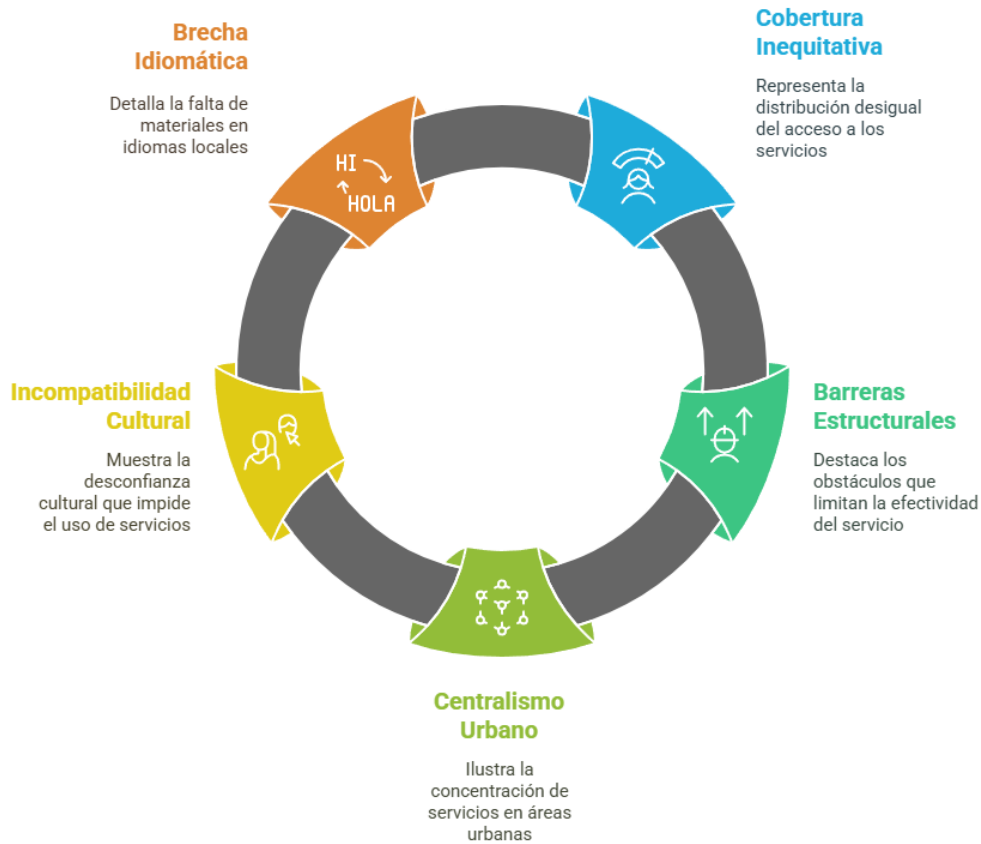 Brecha
Idiomática
Detalla la falta de
materiales en
idiomas locales
HI
HOLA
Cobertura
Inequitativa
Representa la
distribución desigual
del acceso a los
servicios
Incompatibilidad
Cultural
Muestra la
desconfianza
cultural que impide
el uso de servicios
Barreras
Estructurales
Destaca los
obstáculos que
limitan la efectividad
del servicio
Centralismo
Urbano
Ilustra la
concentración de
servicios en áreas
urbanas